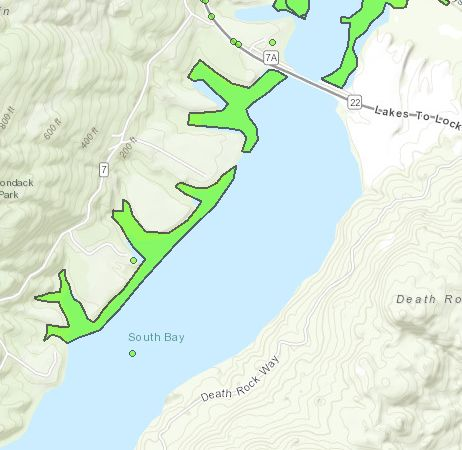 7A
22
Lakes To Lock
800 ft
600 ft
400 ft
200 ft
7
ondack
Park
Death Ro
South Bay
Death Rock Way